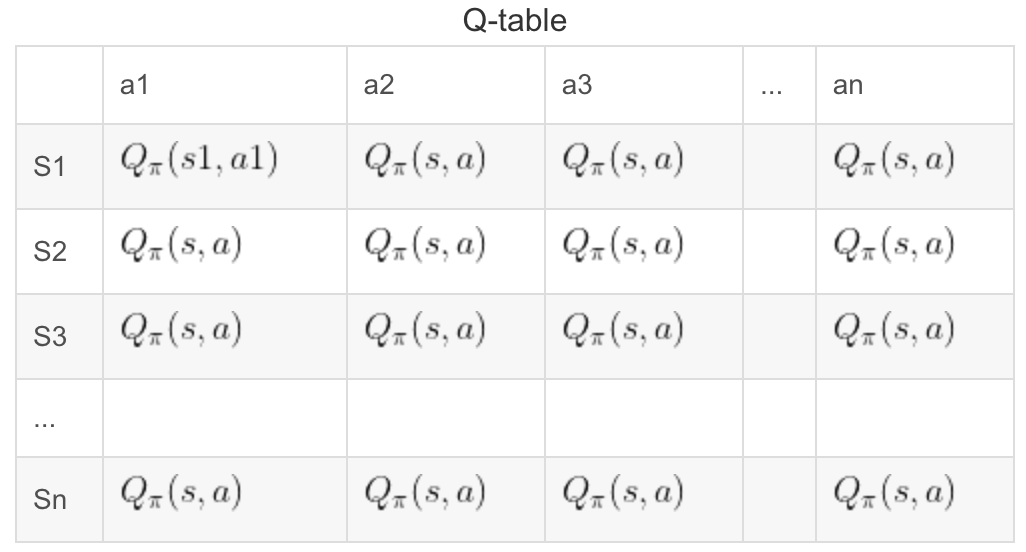 Q-table
a1 a2 a3 ... an
S1 Qπ(s1, a1) Qπ(s, a) Qπ(s, a) Qπ(s, a)
S2 Qπ(s, a) Qπ(s, a) Qπ(s, a) Qπ(s, a)
S3 Qπ(s, a) Qπ(s, a) Qπ(s, a) Qπ(s, a)
...
Sn Qπ(s, a) Qπ(s, a) Qπ(s, a) Qπ(s, a)